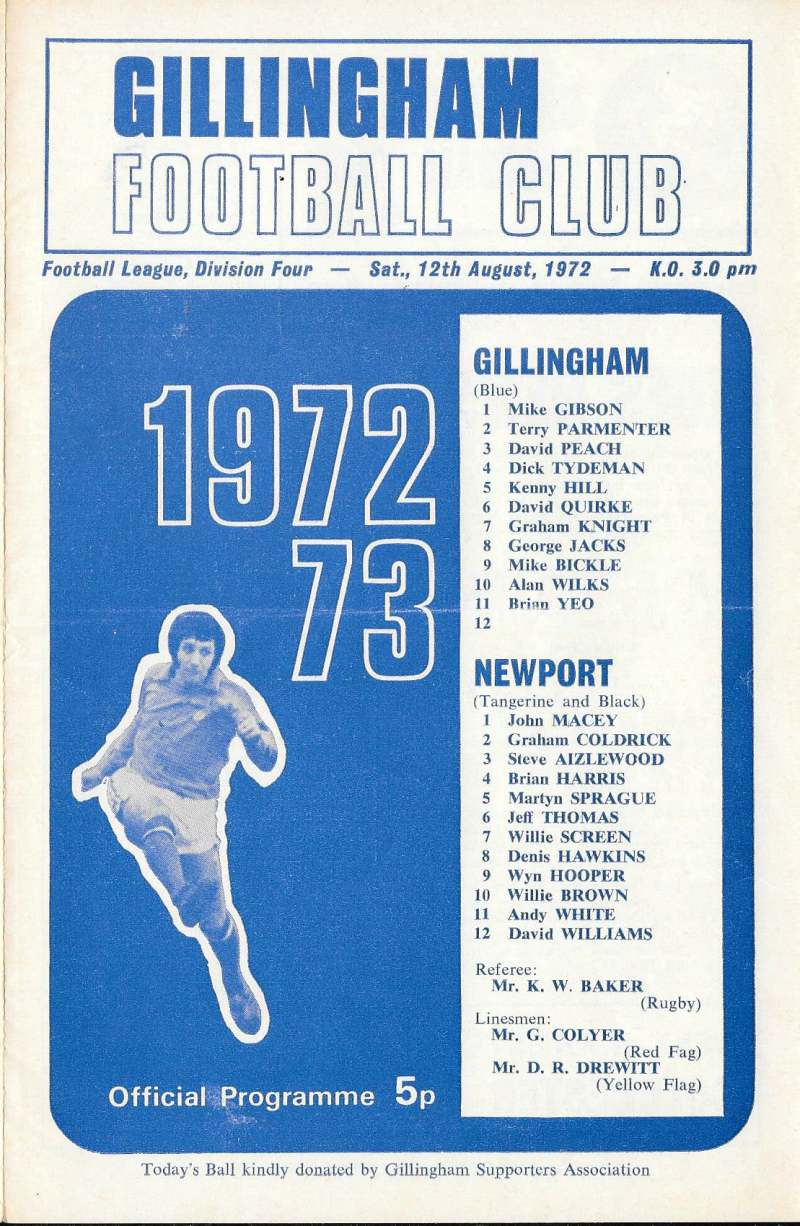 GILLINGHAM
FOOTBALL CLUB
Football League, Division Four — Sat., 12th August, 1972 — K.O. 3.0 pm
1972
73
GILLINGHAM
(Blue)
1 Mike GIBSON
2 Terry PARMENTER
3 David PEACH
4 Dick TYDEMAN
5 Kenny HILL
6 David QUIRKE
7 Graham KNIGHT
8 George JACKS
9 Mike BICKLE
10 Alan WILKS
11 Brian YEO
12
NEWPORT
(Tangerine and Black)
1 John MACEY
2 Graham COLDRICK
3 Steve AIZLEWOOD
4 Brian HARRIS
5 Martyn SPRAGUE
6 Jeff THOMAS
7 Willie SCREEN
8 Denis HAWKINS
9 Wyn HOOPER
10 Willie BROWN
11 Andy WHITE
12 David WILLIAMS
Referee:
Mr. K. W. BAKER
(Rugby)
Linesmen:
Mr. G. COLYER
(Red Fag)
Mr. D. R. DREWITT
(Yellow Flag)
Official Programme 5p
Today's Ball kindly donated by Gillingham Supporters Association